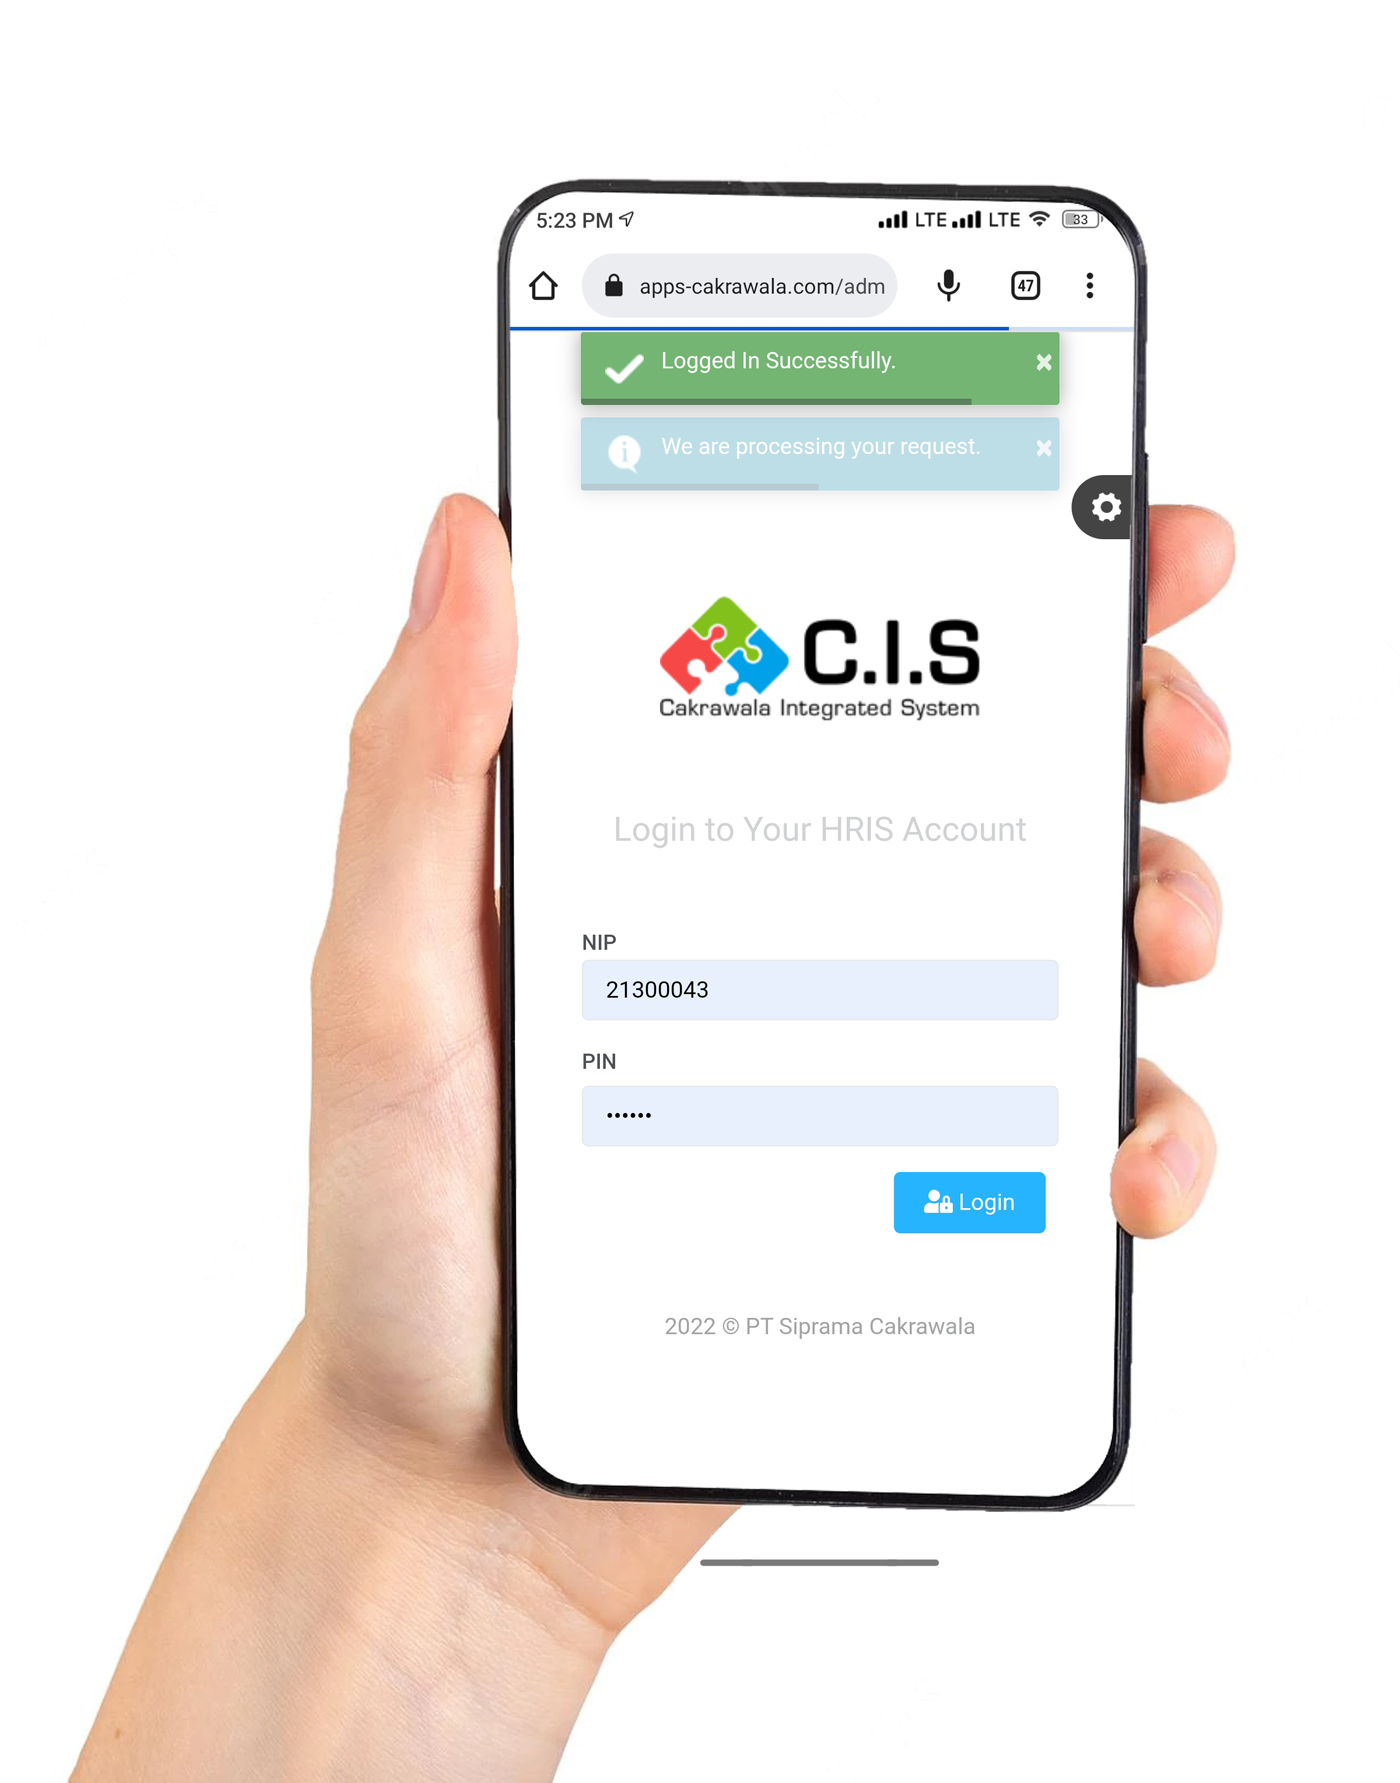 5:23 PM LTE LTE 33
apps-cakrawala.com/adm 47
Logged In Successfully.
We are processing your request.
C.I.S
Cakrawala Integrated System
Login to Your HRIS Account
NIP
21300043
PIN
••••••
Login
2022 © PT Siprama Cakrawala